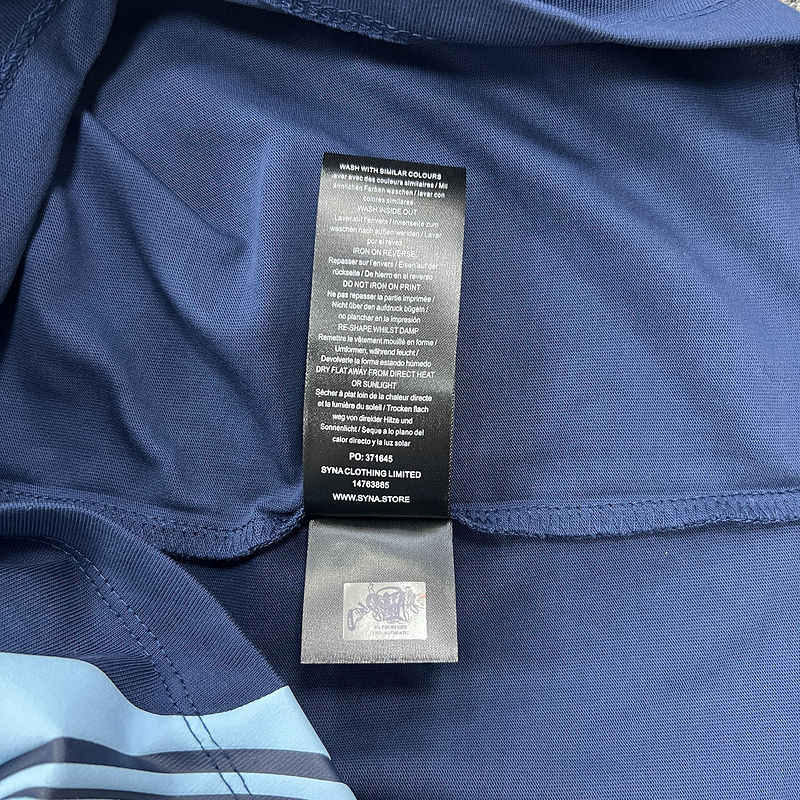 WASH WITH SIMILAR COLOURS
laver avec des couleurs similaires / Mit
ähnlichen Farben waschen / lavar con
colores similares
WASH INSIDE OUT
Laver sur l'envers / Innenseite zum
waschen nach außen wenden / Lavar
por el revés
IRON ON REVERSE,
Repasser sur l'envers / Eisen auf der
rückseite / De hierro en el reverso
DO NOT IRON ON PRINT
Ne pas repasser la partie imprimée /
Nicht über den aufdruck bügeln /
no planchar en la impresión
RE-SHAPE WHILST DAMP
Remettre le vêtement mouillé en forme /
Umformen, während feucht /
Devolverle la forma estando húmedo
DRY FLAT AWAY FROM DIRECT HEAT
OR SUNLIGHT
Sécher à plat loin de la chaleur directe
et la lumière du soleil / Trocken flach
weg von direkter Hitze und
Sonnenlicht / Seque a lo plano del
calor directo y la luz solar
PO: 371645
SYNA CLOTHING LIMITED
14763865
WWW.SYNA.STORE
100% AUTHENTIC